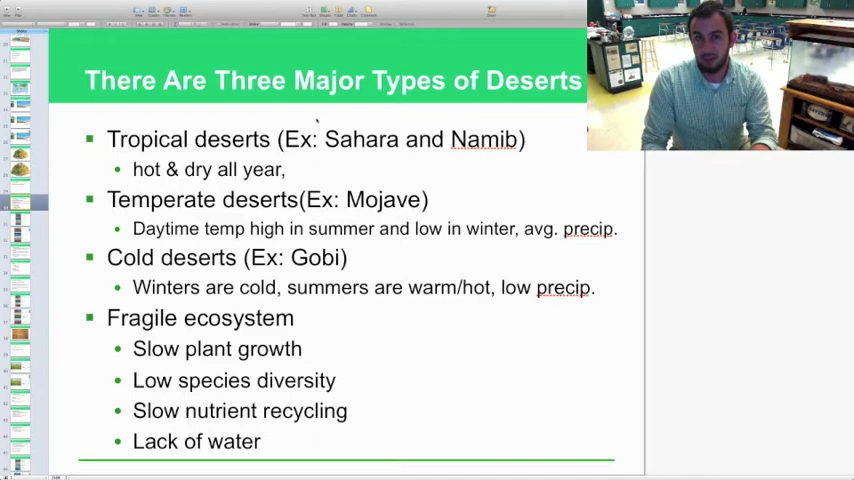 There Are Three Major Types of Deserts
Tropical deserts (Ex: Sahara and Namib)
hot & dry all year,
Temperate deserts(Ex: Mojave)
Daytime temp high in summer and low in winter, avg. precip.
Cold deserts (Ex: Gobi)
Winters are cold, summers are warm/hot, low precip.
Fragile ecosystem
Slow plant growth
Low species diversity
Slow nutrient recycling
Lack of water